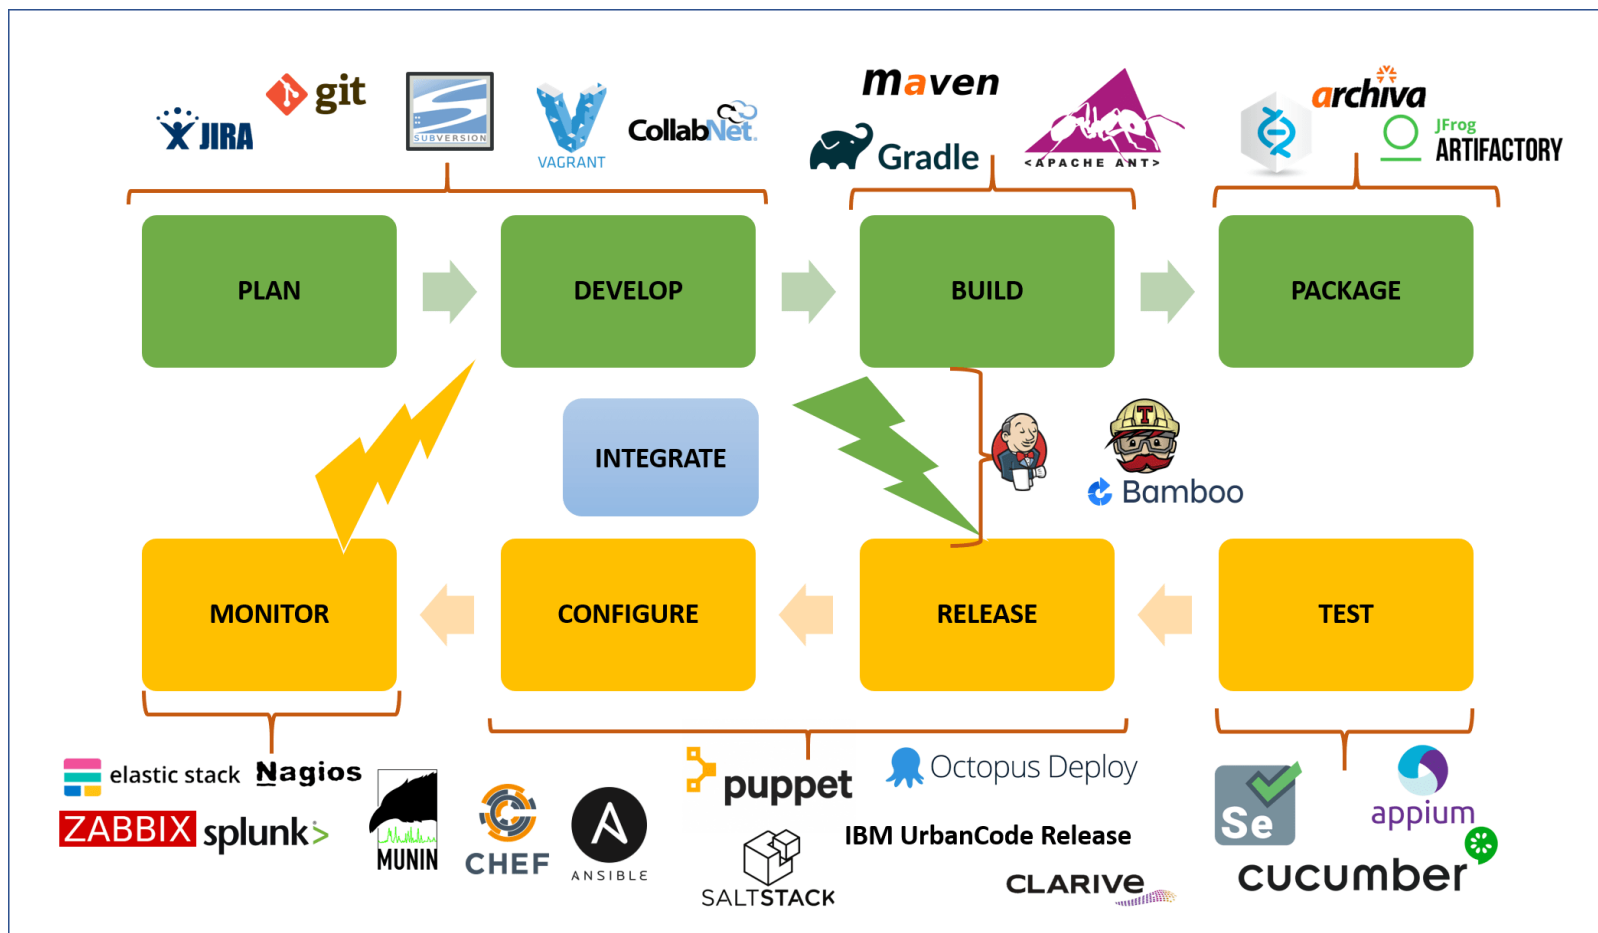 JIRA
git
SUBVERSION
VAGRANT
CollabNet®
maven
Gradle
<APACHE ANT>
archiva
JFrog
ARTIFACTORY
PLAN
DEVELOP
BUILD
PACKAGE
INTEGRATE
T
Bamboo
MONITOR
CONFIGURE
RELEASE
TEST
elastic stack
Nagios
ZABBIX
splunk>
MUNIN
CHEF
A
ANSIBLE
puppet
Octopus Deploy
SALTSTACK
IBM UrbanCode Release
CLARIVE
Se
appium
cucumber